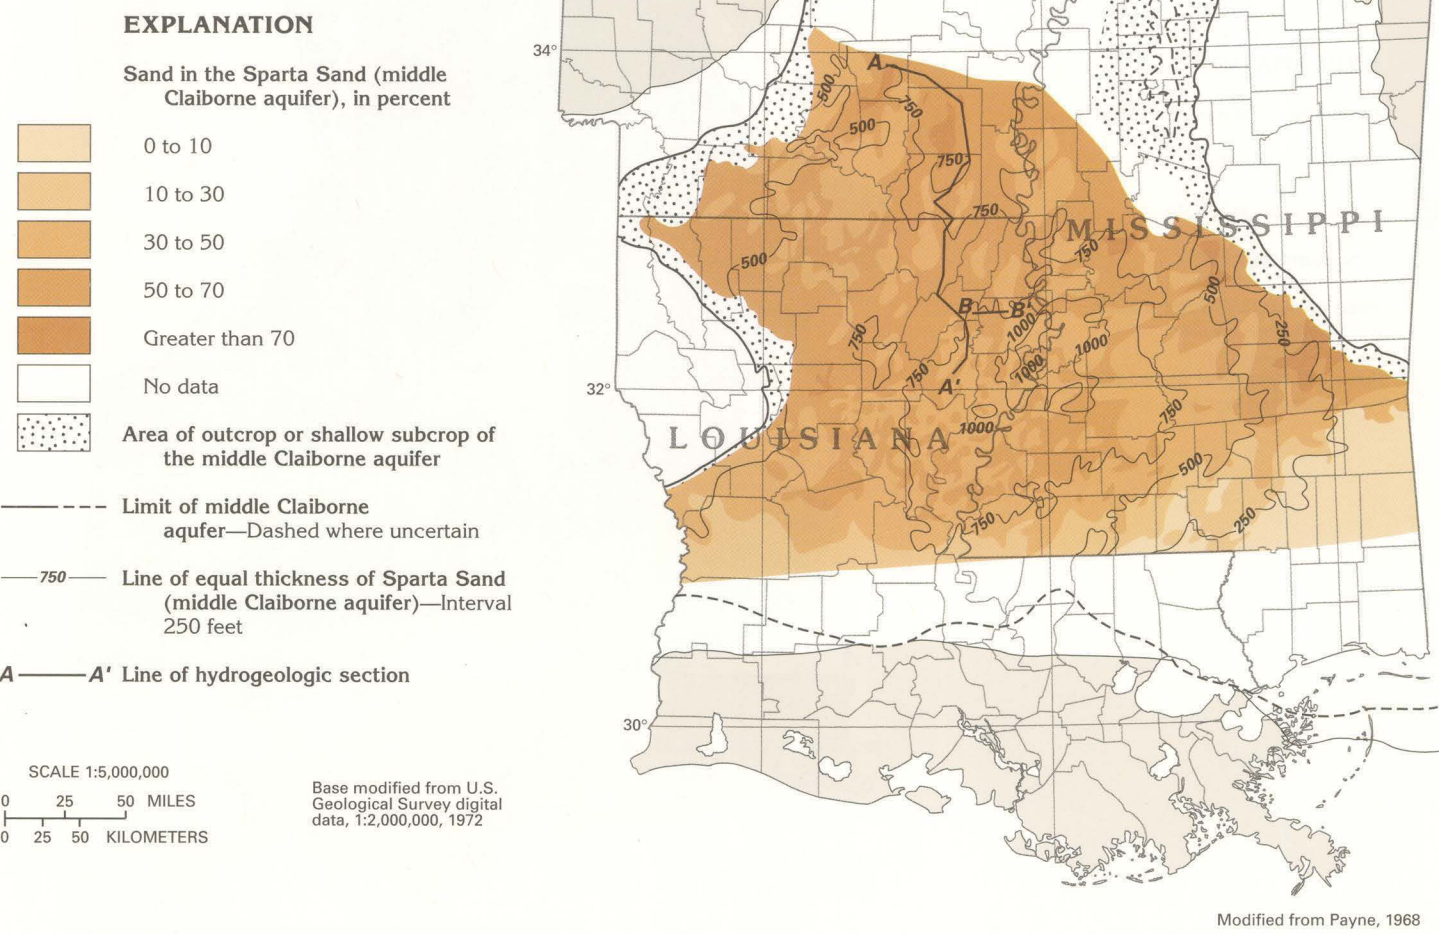 EXPLANATION
Sand in the Sparta Sand (middle
Claiborne aquifer), in percent
0 to 10
10 to 30
30 to 50
50 to 70
Greater than 70
No data
Area of outcrop or shallow subcrop of
the middle Claiborne aquifer
Limit of middle Claiborne
aqufer—Dashed where uncertain
750
Line of equal thickness of Sparta Sand
(middle Claiborne aquifer)—Interval
250 feet
A A' Line of hydrogeologic section
SCALE 1:5,000,000
0 25 50 MILES
0 25 50 KILOMETERS
Base modified from U.S.
Geological Survey digital
data, 1:2,000,000, 1972
34°
A
500
750
500
750
750
MISSISSIPPI
750
500
500
B B'
1000
250
750
1000
1000
750
32°
A'
750
1000
LOUISIANA
500
750
250
30°
Modified from Payne, 1968